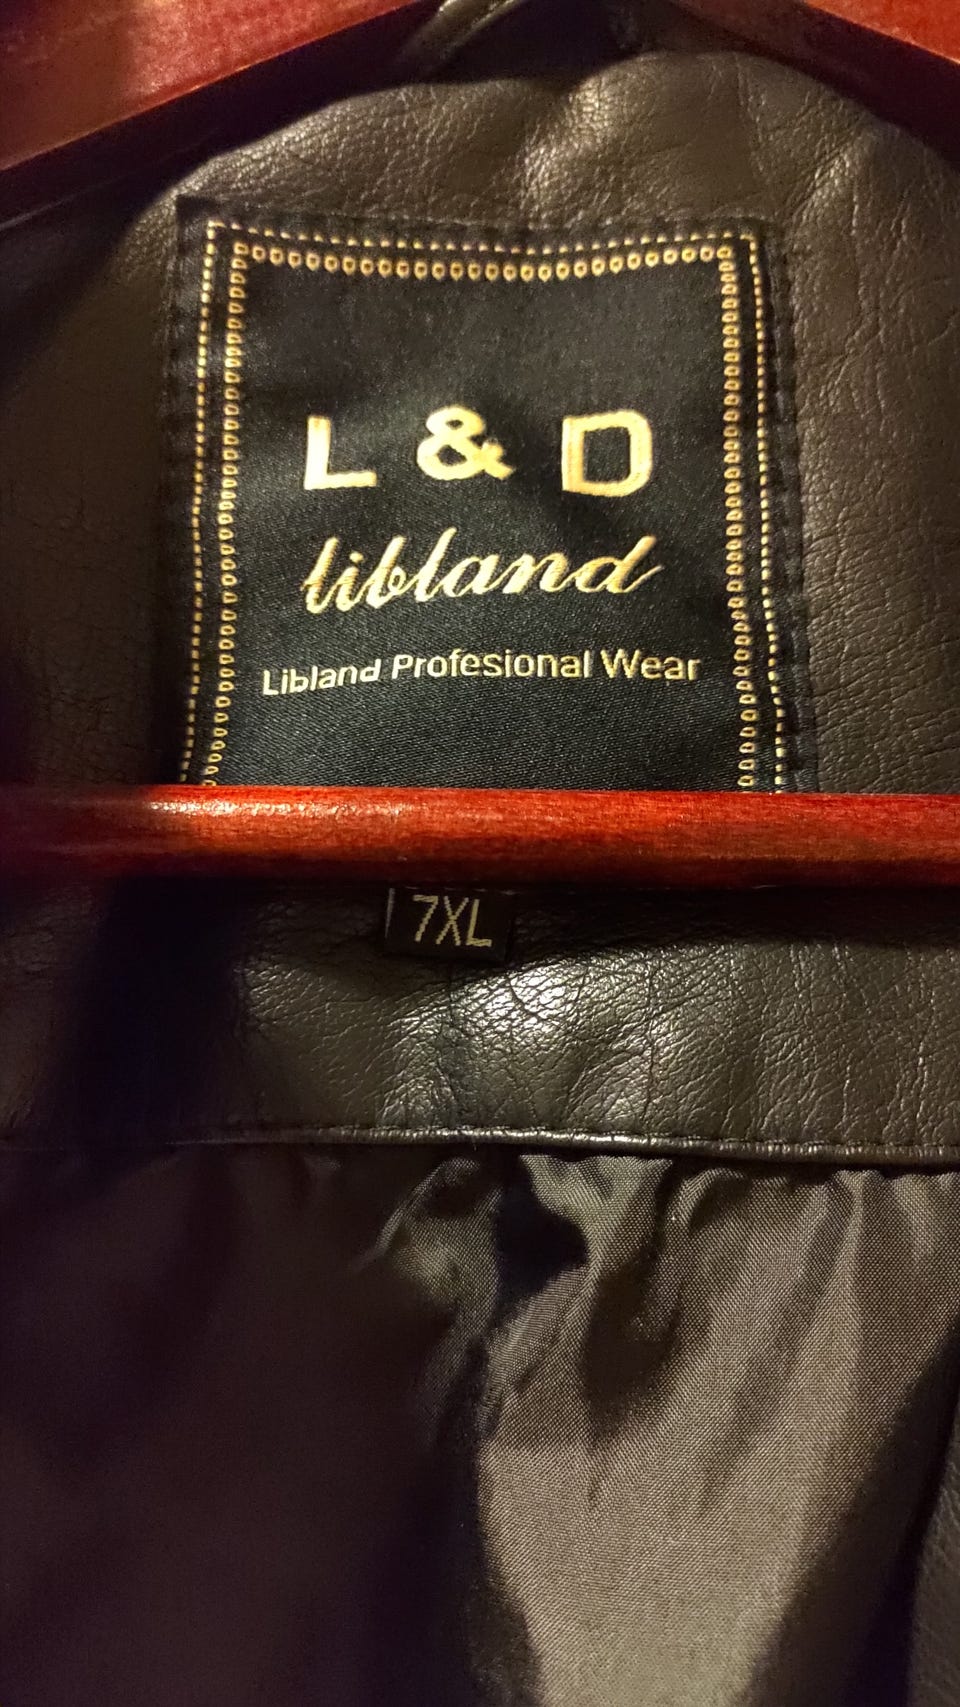 L & D
libland
Libland Profesional Wear
7XL